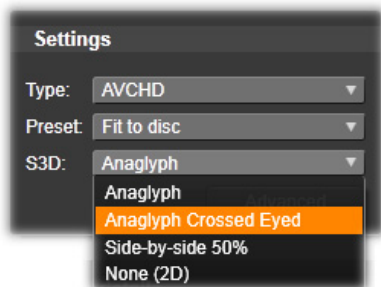 Settings
Type: AVCHD
Preset: Fit to disc
S3D: Anaglyph
Anaglyph
Advanced
Anaglyph Crossed Eyed
Side-by-side 50%
None (2D)